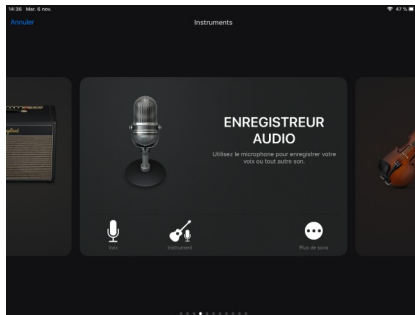 14:36 Mar. 6 nov.
47 %
Annuler
Instruments
ENREGISTREUR
AUDIO
Utilisez le microphone pour enregistrer votre
voix ou tout autre son.
Voix
Instrument
Plus de sons